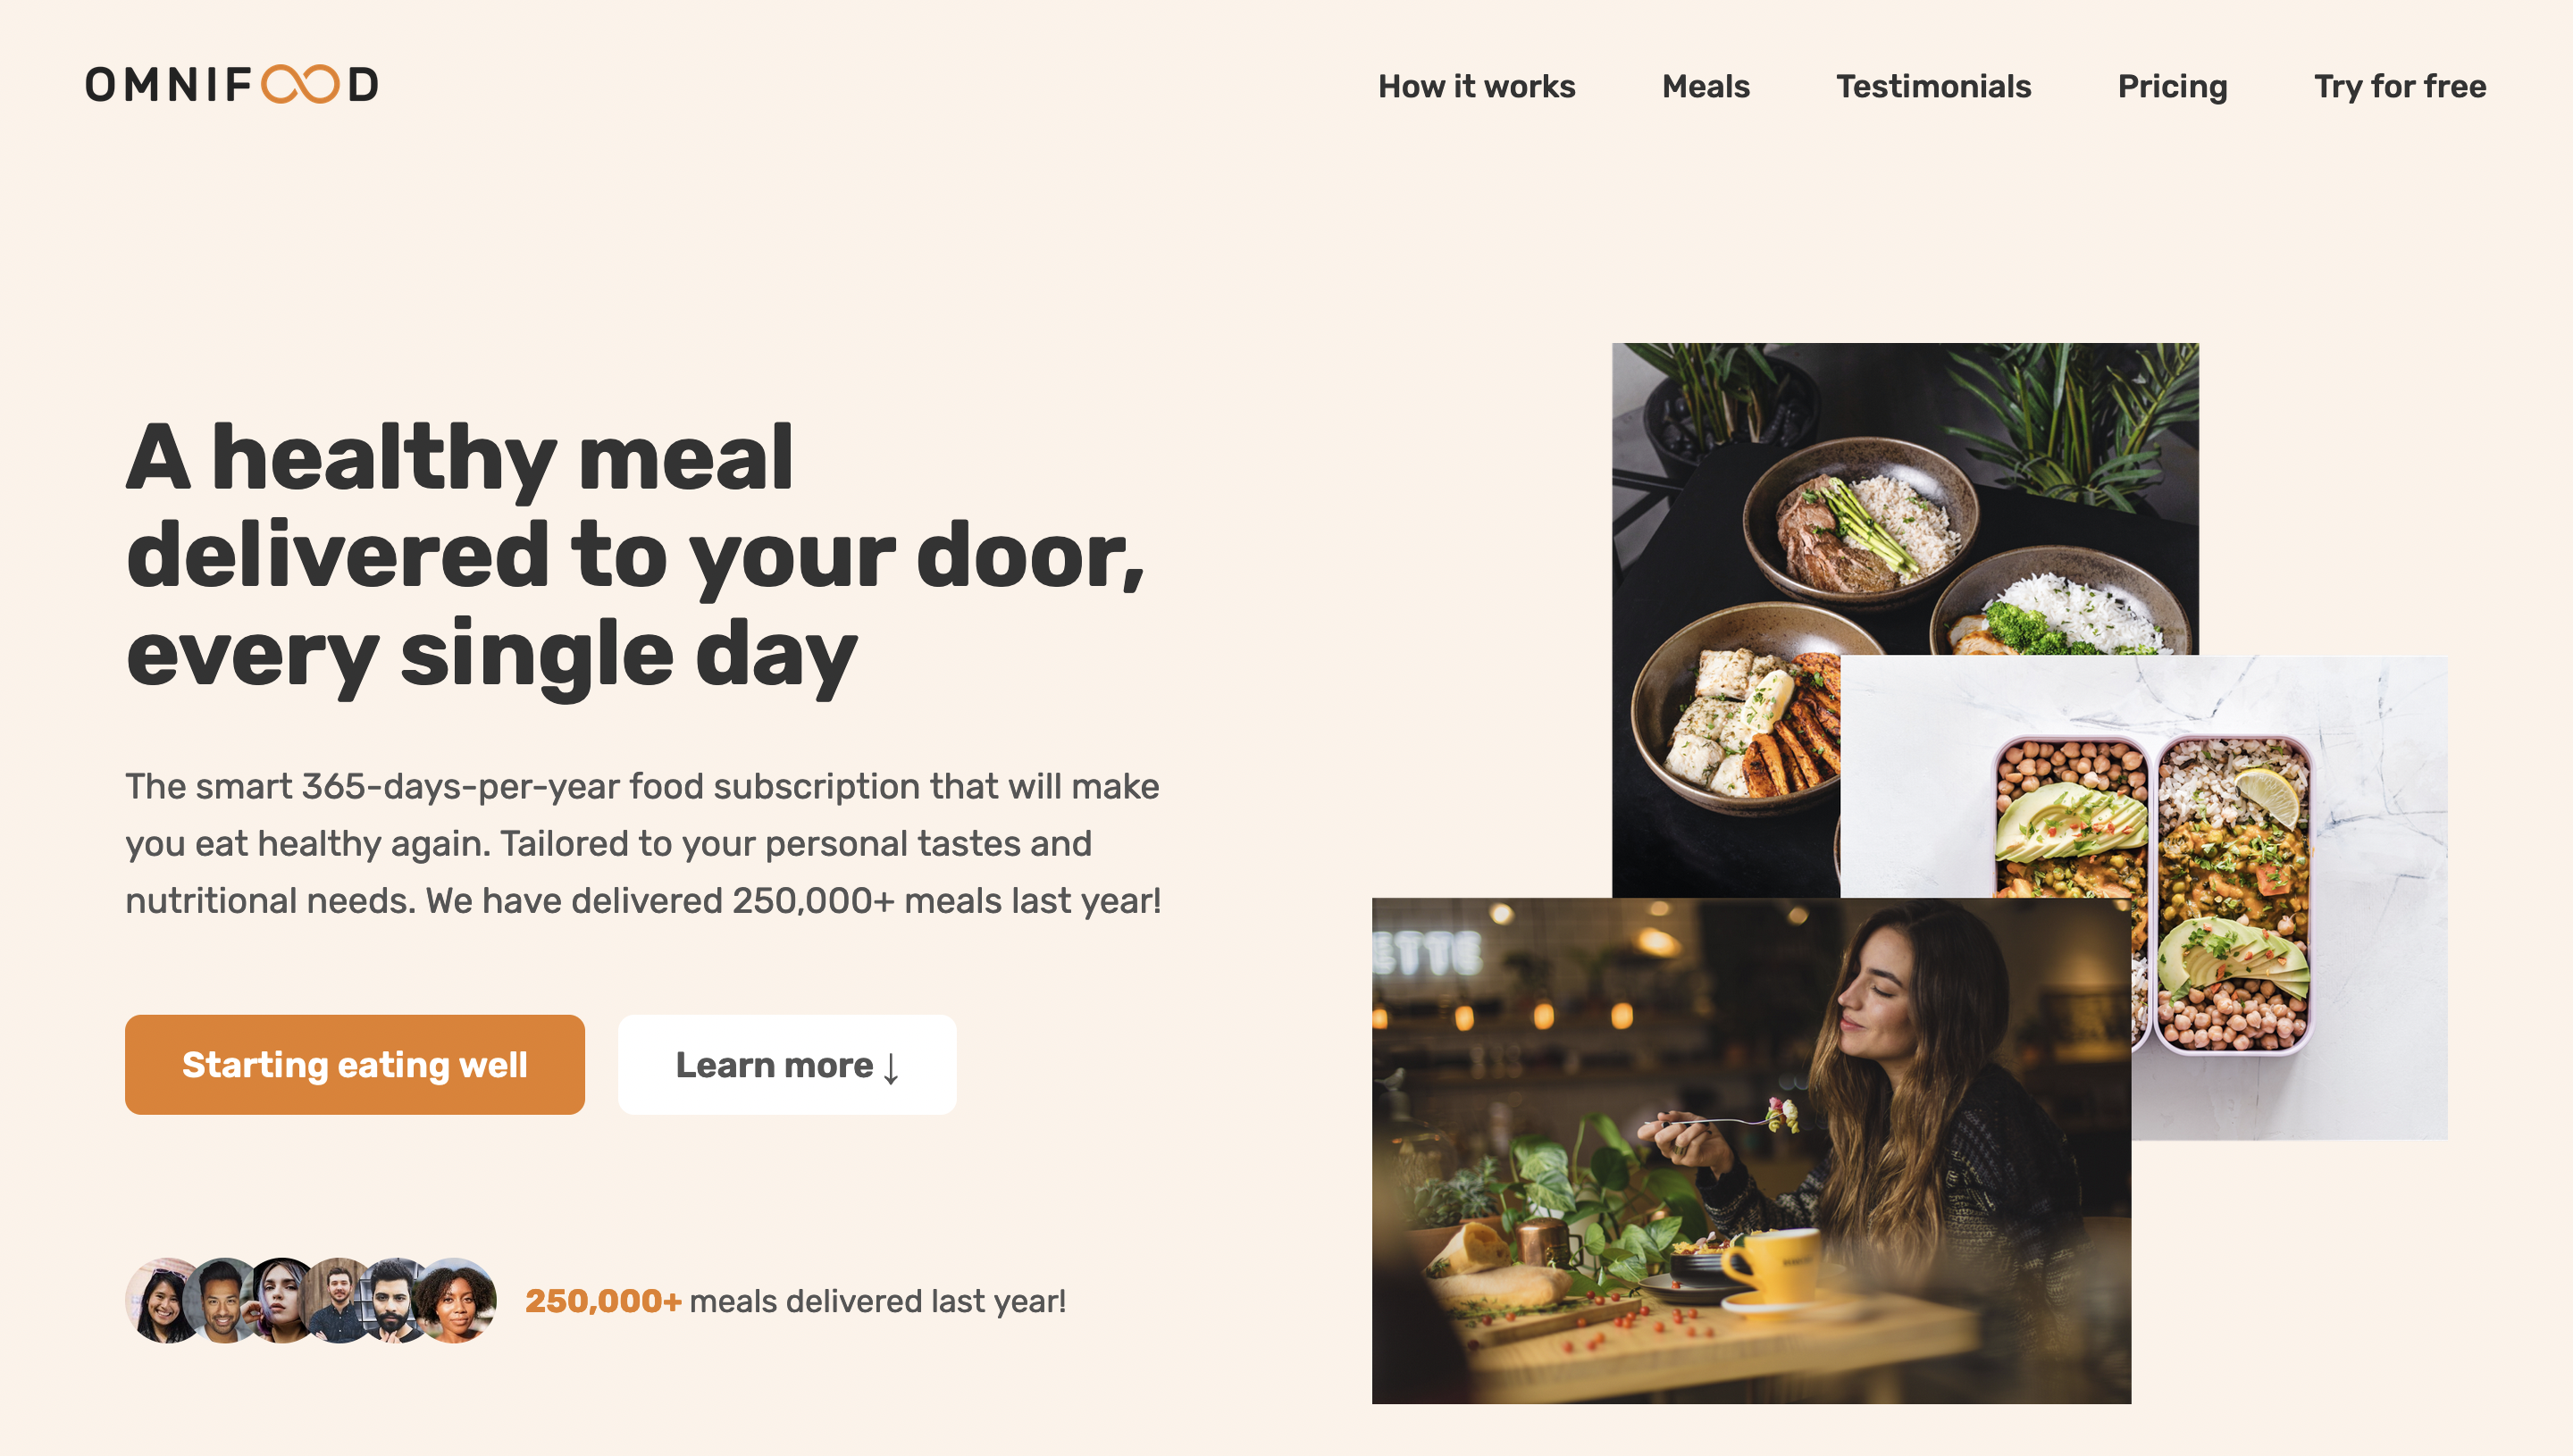 OMNIFOOD
How it works Meals Testimonials Pricing Try for free
A healthy meal
delivered to your door,
every single day
The smart 365-days-per-year food subscription that will make
you eat healthy again. Tailored to your personal tastes and
nutritional needs. We have delivered 250,000+ meals last year!
Starting eating well
Learn more ↓
250,000+ meals delivered last year!
ETTE